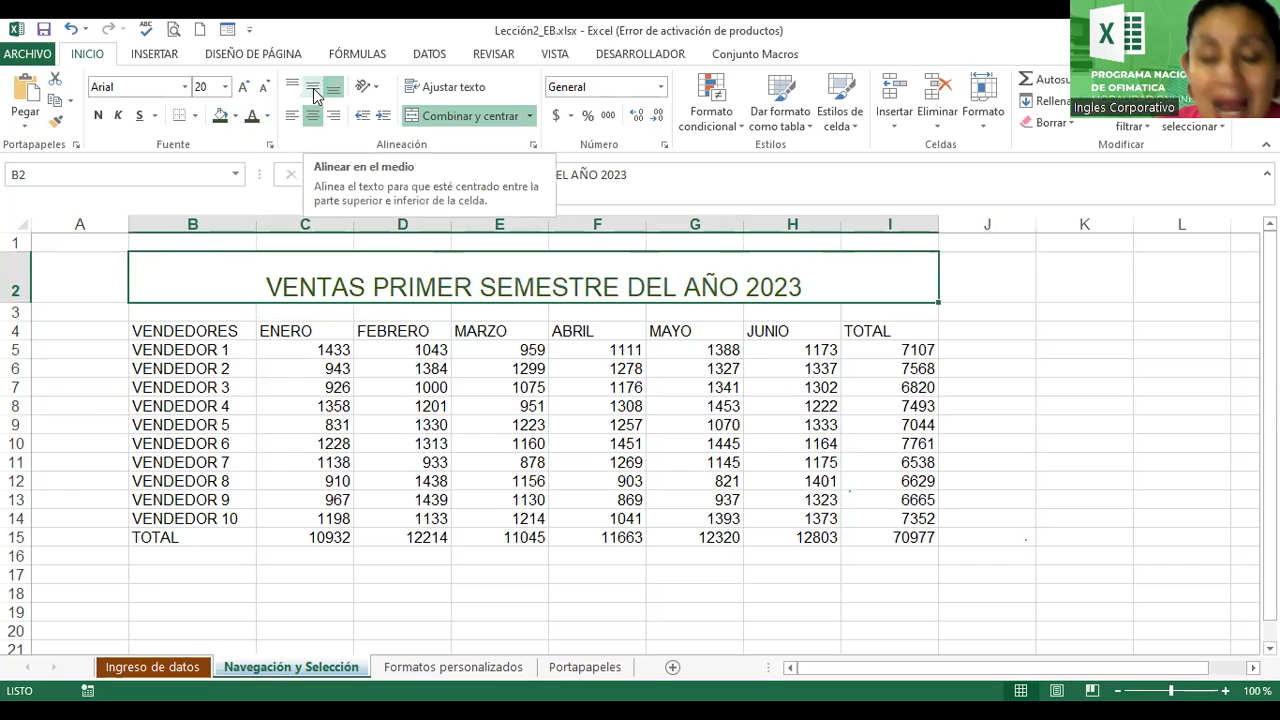 Lección2_EB.xlsx - Excel (Error de activación de productos)
ARCHIVO INICIO INSERTAR DISEÑO DE PÁGINA FÓRMULAS DATOS REVISAR VISTA DESARROLLADOR Conjunto Macros
PROGRAMA NACIO
DE OFIMATICA
Ingles Corporativo
Pegar
Arial 20
N K S
Ajustar texto
Combinar y centrar
General
$ % 000
Formato condicional
Dar formato como tabla
Estilos de celda
Insertar Eliminar Formato
Autosu
Rellena
Borrar
filtrar seleccionar
Portapapeles Fuente Alineación Número Estilos Celdas Modificar
B2 EL AÑO 2023
Alinear en el medio
Alinea el texto para que esté centrado entre la
parte superior e inferior de la celda.
A B C D E F G H I J K L
1
2 VENTAS PRIMER SEMESTRE DEL AÑO 2023
3
4 VENDEDORES ENERO FEBRERO MARZO ABRIL MAYO JUNIO TOTAL
5 VENDEDOR 1 1433 1043 959 1111 1388 1173 7107
6 VENDEDOR 2 943 1384 1299 1278 1327 1337 7568
7 VENDEDOR 3 926 1000 1075 1176 1341 1302 6820
8 VENDEDOR 4 1358 1201 951 1308 1453 1222 7493
9 VENDEDOR 5 831 1330 1223 1257 1070 1333 7044
10 VENDEDOR 6 1228 1313 1160 1451 1445 1164 7761
11 VENDEDOR 7 1138 933 878 1269 1145 1175 6538
12 VENDEDOR 8 910 1438 1156 903 821 1401 6629
13 VENDEDOR 9 967 1439 1130 869 937 1323 6665
14 VENDEDOR 10 1198 1133 1214 1041 1393 1373 7352
15 TOTAL 10932 12214 11045 11663 12320 12803 70977
16
17
18
19
20
21
Ingreso de datos Navegación y Selección Formatos personalizados Portapapeles
LISTO 100 %